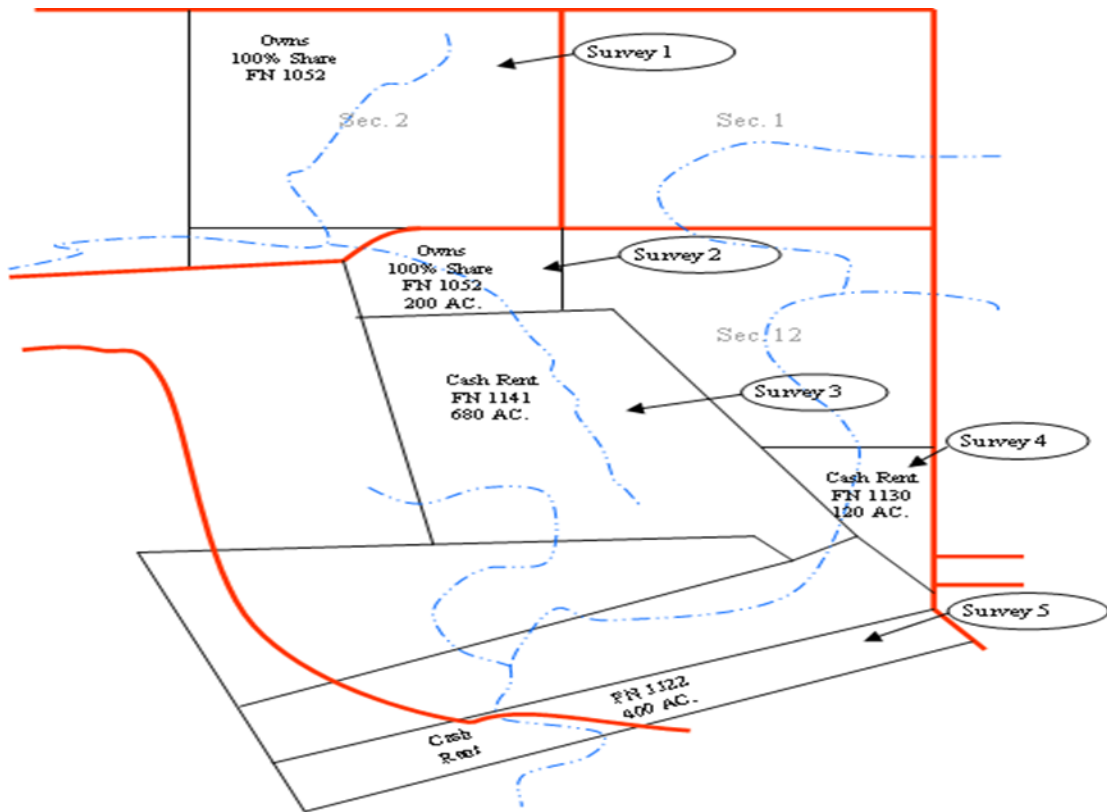 Owns
100% Share
FN 1052
Survey 1
Sec. 2
Sec. 1
Owns
100% Share
FN 1052
200 AC.
Survey 2
Sec. 12
Cash Rent
FN 1141
680 AC.
Survey 3
Survey 4
Cash Rent
FN 1130
120 AC.
Survey 5
FN 1122
400 AC.
Cash
Rent